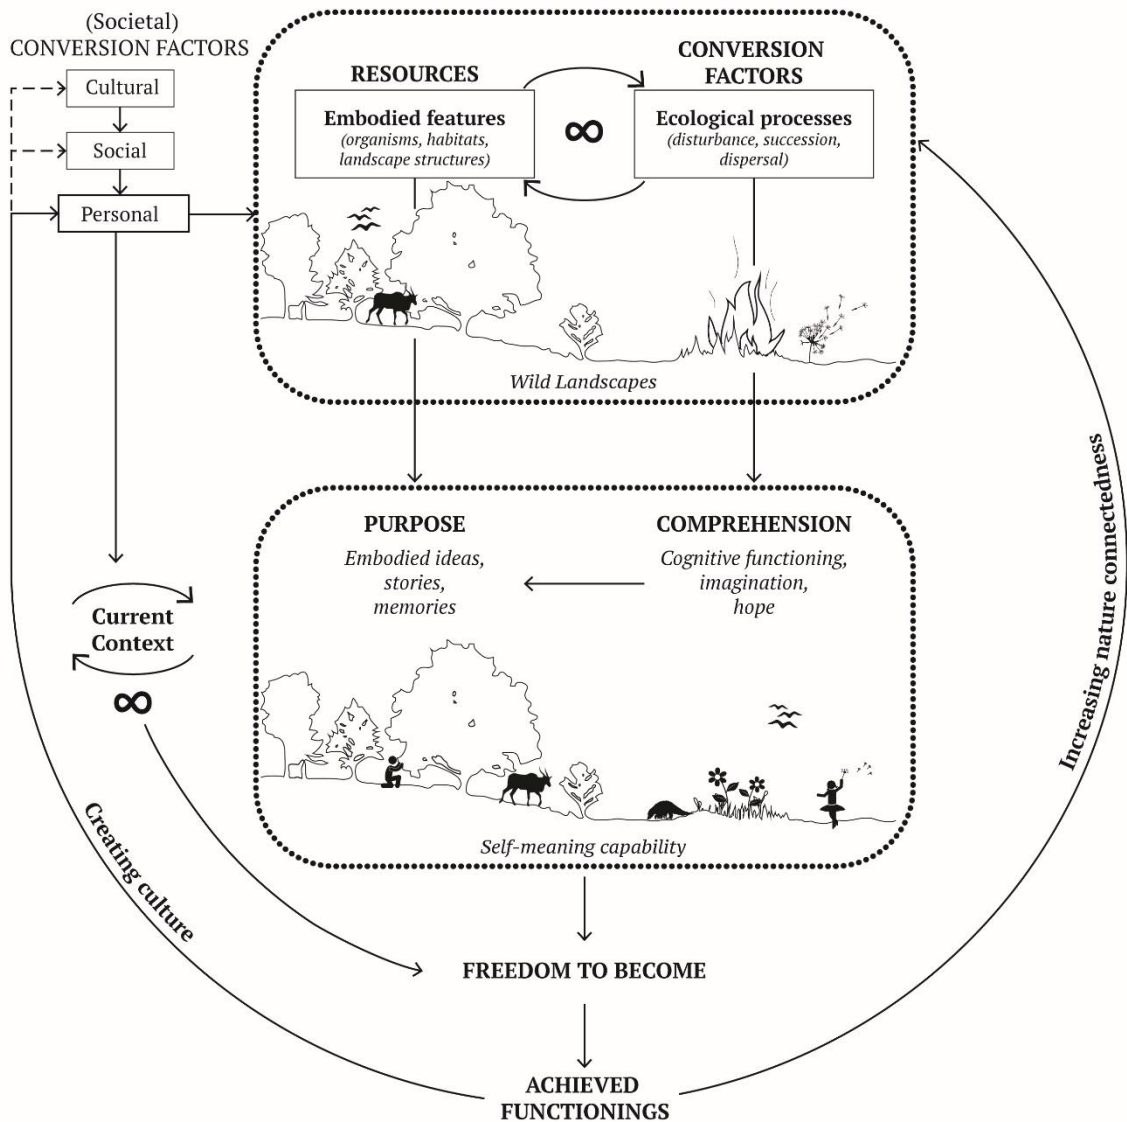 (Societal)
CONVERSION FACTORS
Cultural
Social
Personal
RESOURCES
Embodied features
(organisms, habitats,
landscape structures)
∞
CONVERSION
FACTORS
Ecological processes
(disturbance, succession,
dispersal)
Wild Landscapes
PURPOSE
Embodied ideas,
stories,
memories
COMPREHENSION
Cognitive functioning,
imagination,
hope
Self-meaning capability
Current
Context
∞
Creating culture
Increasing nature connectedness
FREEDOM TO BECOME
ACHIEVED
FUNCTIONINGS